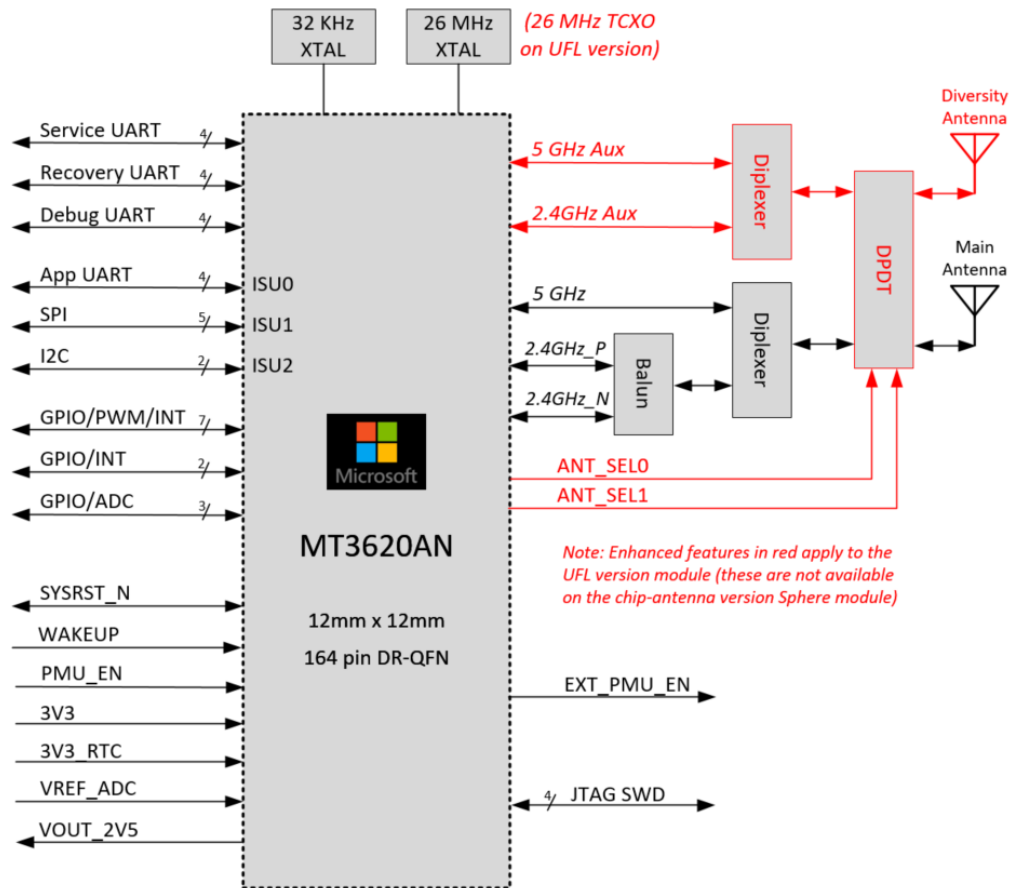 32 KHz
XTAL
26 MHz
XTAL
(26 MHz TCXO
on UFL version)
Service UART
4
Recovery UART
4
Debug UART
4
App UART
4
ISU0
SPI
5
ISU1
I2C
2
ISU2
GPIO/PWM/INT
7
GPIO/INT
2
GPIO/ADC
3
SYSRST_N
WAKEUP
PMU_EN
3V3
3V3_RTC
VREF_ADC
VOUT_2V5
Microsoft
MT3620AN
12mm x 12mm
164 pin DR-QFN
5 GHz Aux
2.4GHz Aux
Diplexer
5 GHz
2.4GHz_P
2.4GHz_N
Balun
Diplexer
DPDT
Diversity
Antenna
Main
Antenna
ANT_SEL0
ANT_SEL1
Note: Enhanced features in red apply to the
UFL version module (these are not available
on the chip-antenna version Sphere module)
EXT_PMU_EN
4
JTAG SWD